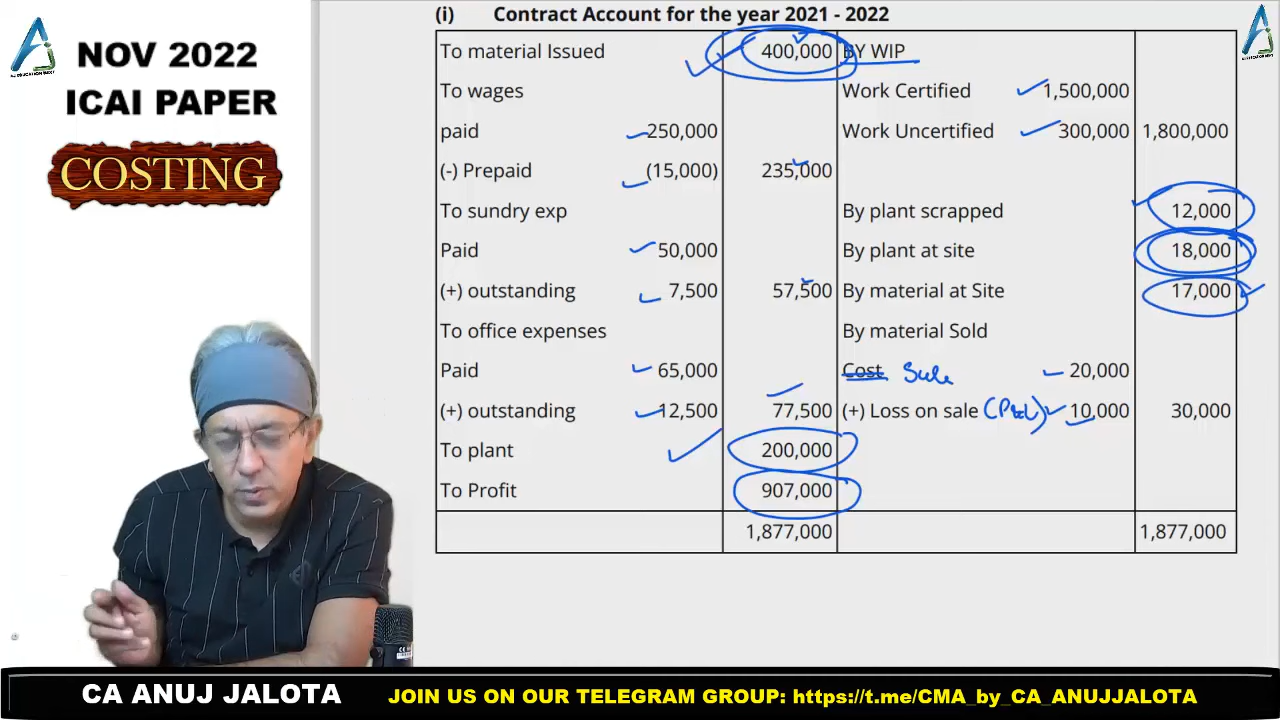 NOV 2022
ICAI PAPER
COSTING
(i) Contract Account for the year 2021 - 2022
To material Issued 400,000 BY WIP
To wages Work Certified 1,500,000
paid 250,000 Work Uncertified 300,000 1,800,000
(-) Prepaid (15,000) 235,000
To sundry exp By plant scrapped 12,000
Paid 50,000 By plant at site 18,000
(+) outstanding 7,500 57,500 By material at Site 17,000
To office expenses By material Sold
Paid 65,000 Cost Sale 20,000
(+) outstanding 12,500 77,500 (+) Loss on sale (P&L) 10,000 30,000
To plant 200,000
To Profit 907,000
1,877,000 1,877,000
CA ANUJ JALOTA JOIN US ON OUR TELEGRAM GROUP: https://t.me/CMA_by_CA_ANUJJALOTA